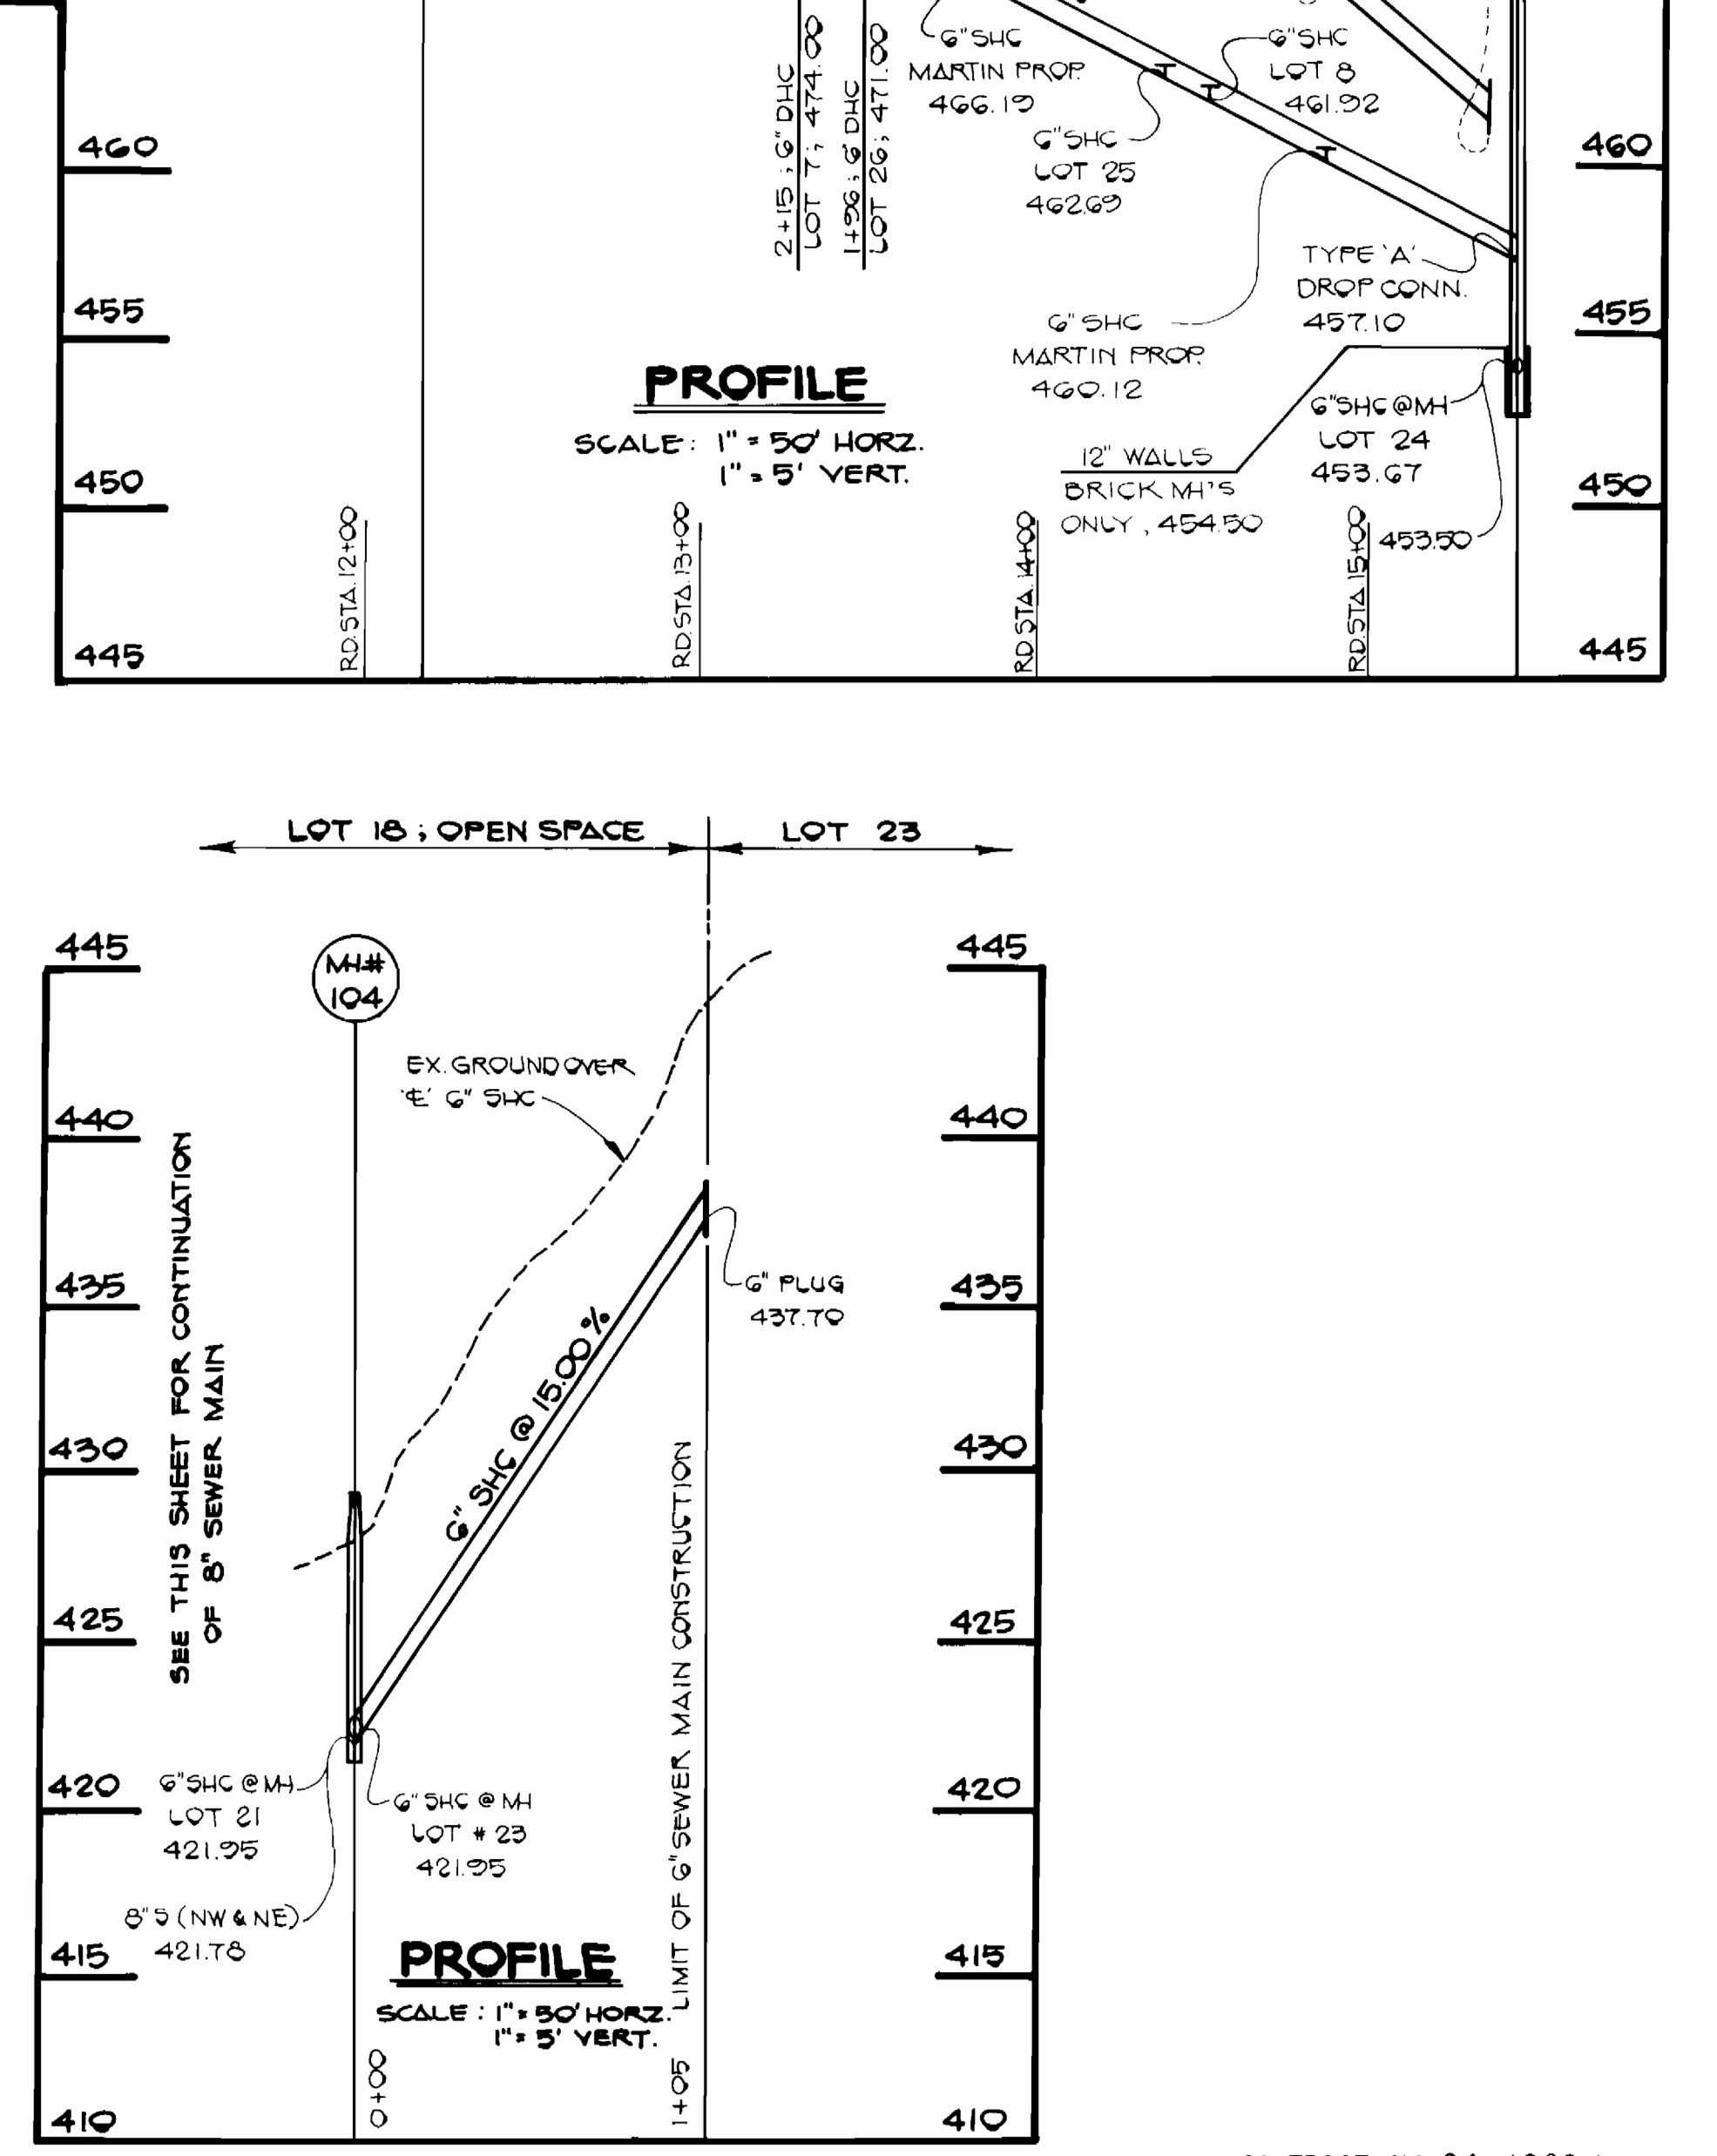 2+15 ; 6" DHC
LOT 7; 474.00
1+96 ; 6" DHC
LOT 26; 471.00
6" SHC
MARTIN PROP.
466.19
6" SHC
LOT 8
461.92
6" SHC
LOT 25
462.69
460
460
TYPE 'A'
DROP CONN.
457.10
455
455
6" SHC
MARTIN PROP.
460.12
PROFILE
SCALE: 1" = 50' HORZ.
1" = 5' VERT.
6" SHC @ MH
LOT 24
453.67
12" WALLS
BRICK MH'S
ONLY, 454.50
453.50
450
450
RD. STA. 12+00
RD. STA. 13+00
RD. STA. 14+00
RD. STA. 15+00
445
445
LOT 18 ; OPEN SPACE
LOT 23
445
445
MH#
104
EX. GROUND OVER
'℄' 6" SHC
440
440
SEE THIS SHEET FOR CONTINUATION
OF 8" SEWER MAIN
435
435
6" PLUG
437.70
6" SHC @ 15.00 %
430
430
LIMIT OF 6" SEWER MAIN CONSTRUCTION
425
425
420
420
6" SHC @ MH
LOT 21
421.95
6" SHC @ MH
LOT # 23
421.95
8" S (NW & NE)
421.78
415
415
PROFILE
SCALE : 1" = 50' HORZ.
1" = 5' VERT.
0+00
1+05
410
410